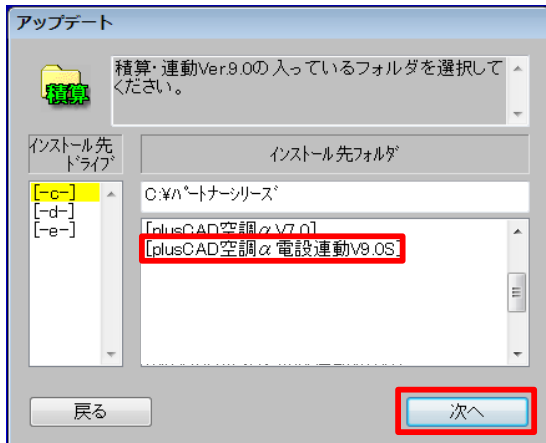 アップデート
積算･連動Ver.9.0の入っているフォルダを選択して
ください。
積算
インストール先
ﾄﾞﾗｲﾌﾞ
インストール先フォルダ
[-c-]
[-d-]
[-e-]
C:¥ﾊﾟｰﾄﾅｰｼﾘｰｽﾞ
[plusCAD空調α V7.0]
[plusCAD空調α電設連動V9.0S]
戻る
次へ